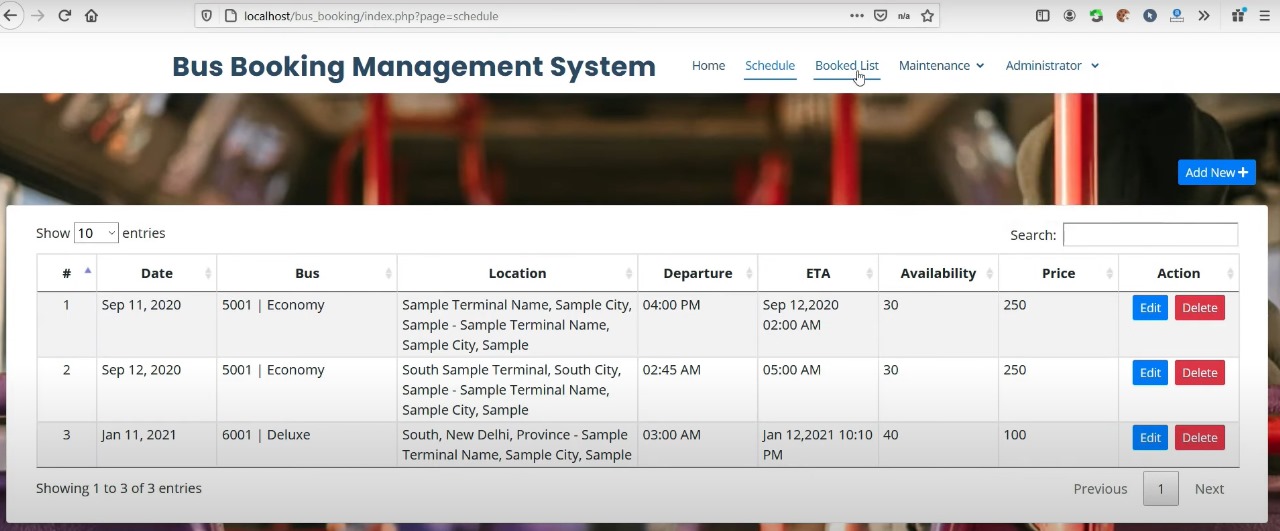 localhost/bus_booking/index.php?page=schedule
n/a
Bus Booking Management System Home Schedule Booked List Maintenance Administrator
Add New
Show 10 entries
Search:
# Date Bus Location Departure ETA Availability Price Action
1 Sep 11, 2020 5001 | Economy Sample Terminal Name, Sample City, 04:00 PM Sep 12,2020 30 250 Edit Delete
Sample - Sample Terminal Name, 02:00 AM
Sample City, Sample
2 Sep 12, 2020 5001 | Economy South Sample Terminal, South City, 02:45 AM 05:00 AM 30 250 Edit Delete
Sample - Sample Terminal Name,
Sample City, Sample
3 Jan 11, 2021 6001 | Deluxe South, New Delhi, Province - Sample 03:00 AM Jan 12,2021 10:10 40 100 Edit Delete
Terminal Name, Sample City, Sample PM
Showing 1 to 3 of 3 entries
Previous 1 Next